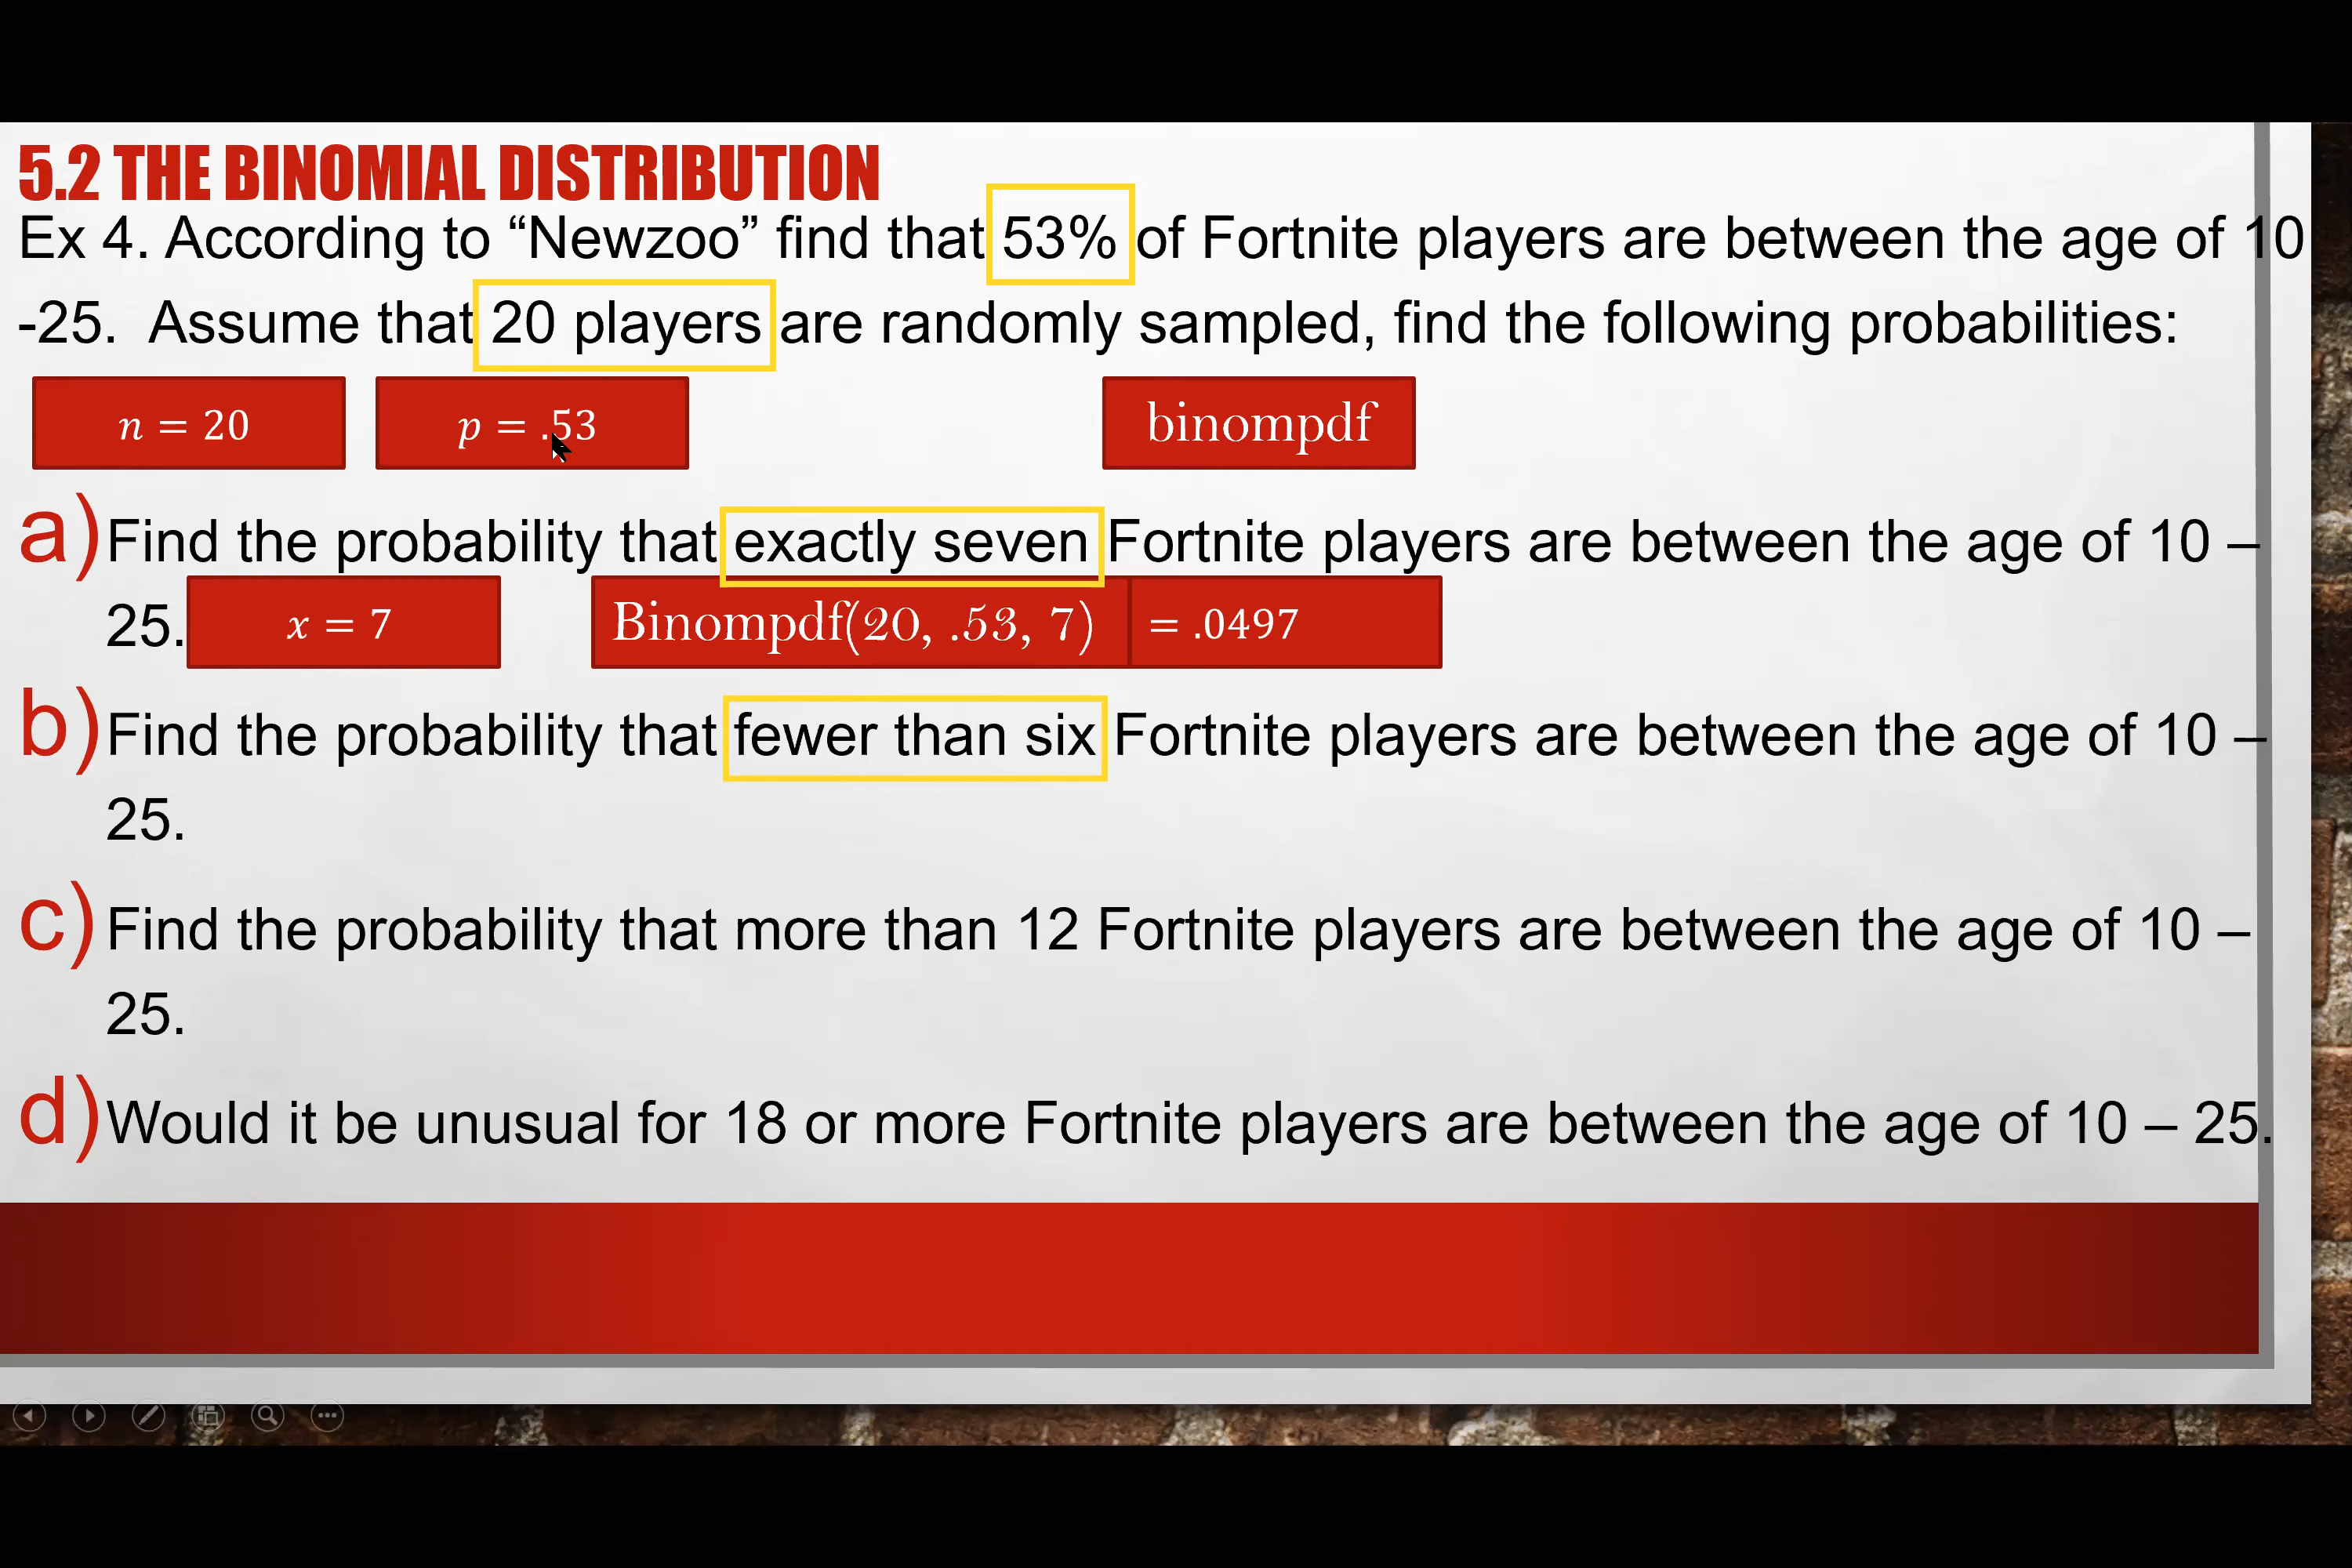 5.2 THE BINOMIAL DISTRIBUTION
Ex 4. According to “Newzoo” find that 53% of Fortnite players are between the age of 10
-25.  Assume that 20 players are randomly sampled, find the following probabilities:
n = 20
p = .53
binompdf
a) Find the probability that exactly seven Fortnite players are between the age of 10 –
25.
x = 7
Binompdf(20, .53, 7)
= .0497
b) Find the probability that fewer than six Fortnite players are between the age of 10 –
25.
c) Find the probability that more than 12 Fortnite players are between the age of 10 –
25.
d) Would it be unusual for 18 or more Fortnite players are between the age of 10 – 25.